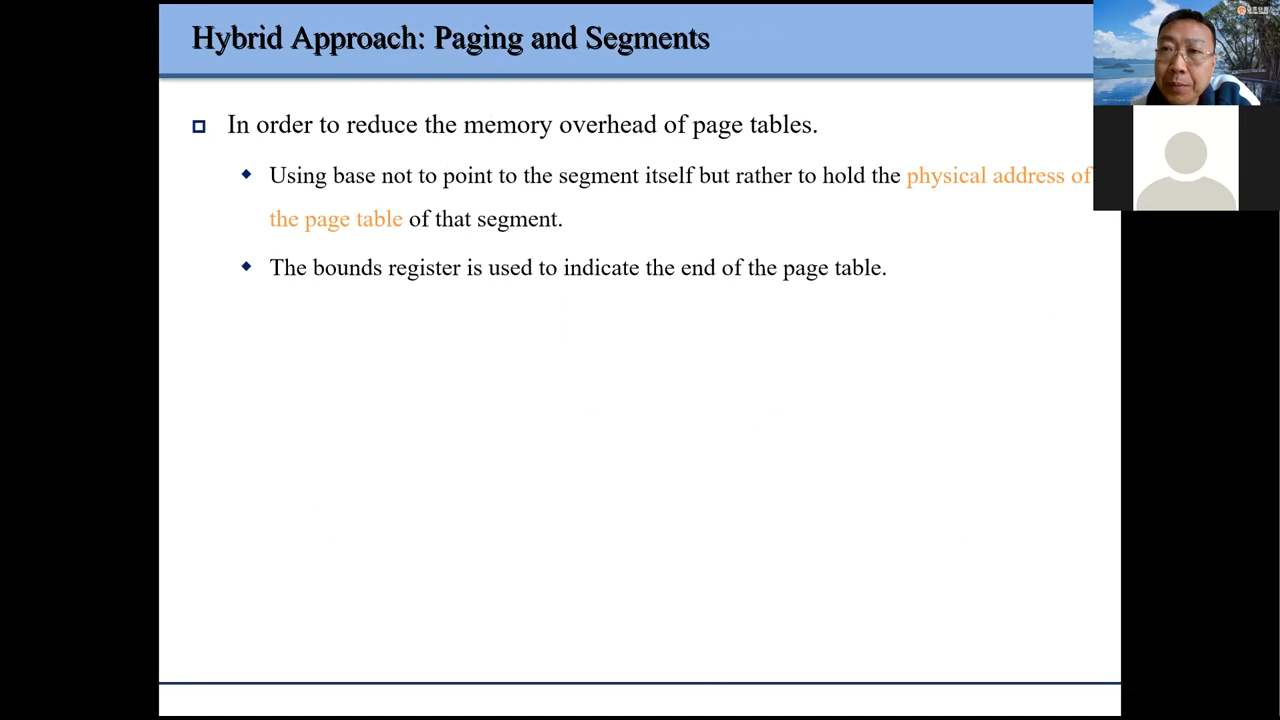 Hybrid Approach: Paging and Segments
In order to reduce the memory overhead of page tables.
Using base not to point to the segment itself but rather to hold the physical address of
the page table of that segment.
The bounds register is used to indicate the end of the page table.